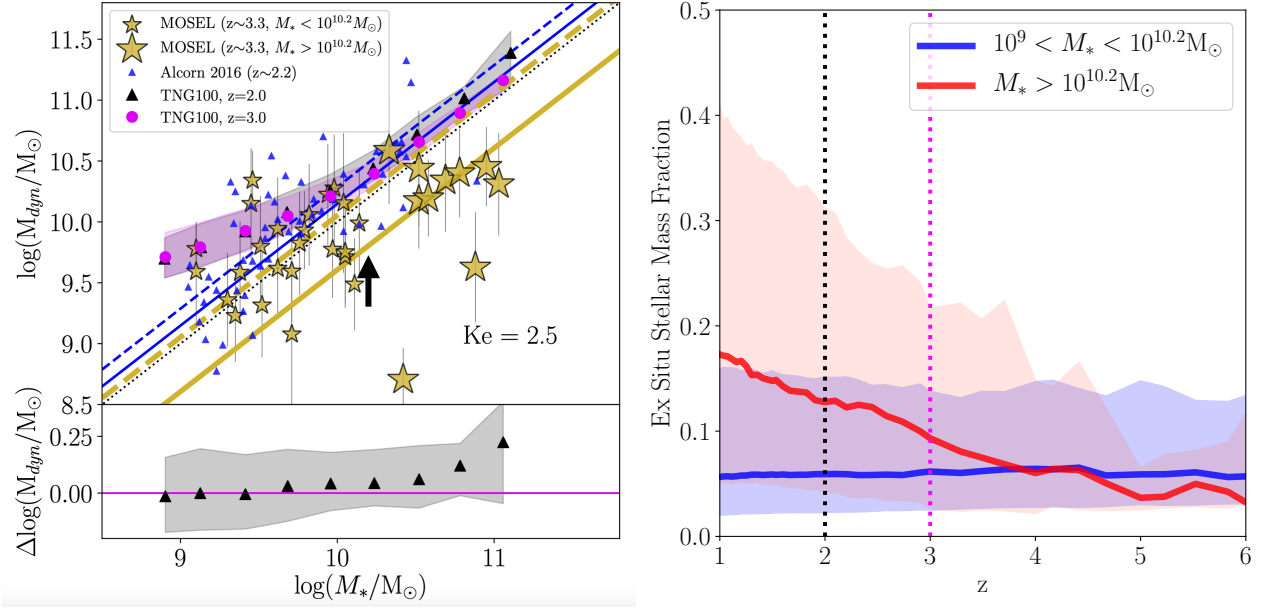 MOSEL (z~3.3, M* < 10^10.2 M⊙)
MOSEL (z~3.3, M* > 10^10.2 M⊙)
Alcorn 2016 (z~2.2)
TNG100, z=2.0
TNG100, z=3.0
log(M_dyn/M⊙)
11.5
11.0
10.5
10.0
9.5
9.0
8.5
Ke = 2.5
Δlog(M_dyn/M⊙)
8.5
0.25
0.00
9 10 11
log(M*/M⊙)
10^9 < M* < 10^10.2 M⊙
M* > 10^10.2 M⊙
Ex Situ Stellar Mass Fraction
0.5
0.4
0.3
0.2
0.1
0.0
1 2 3 4 5 6
z